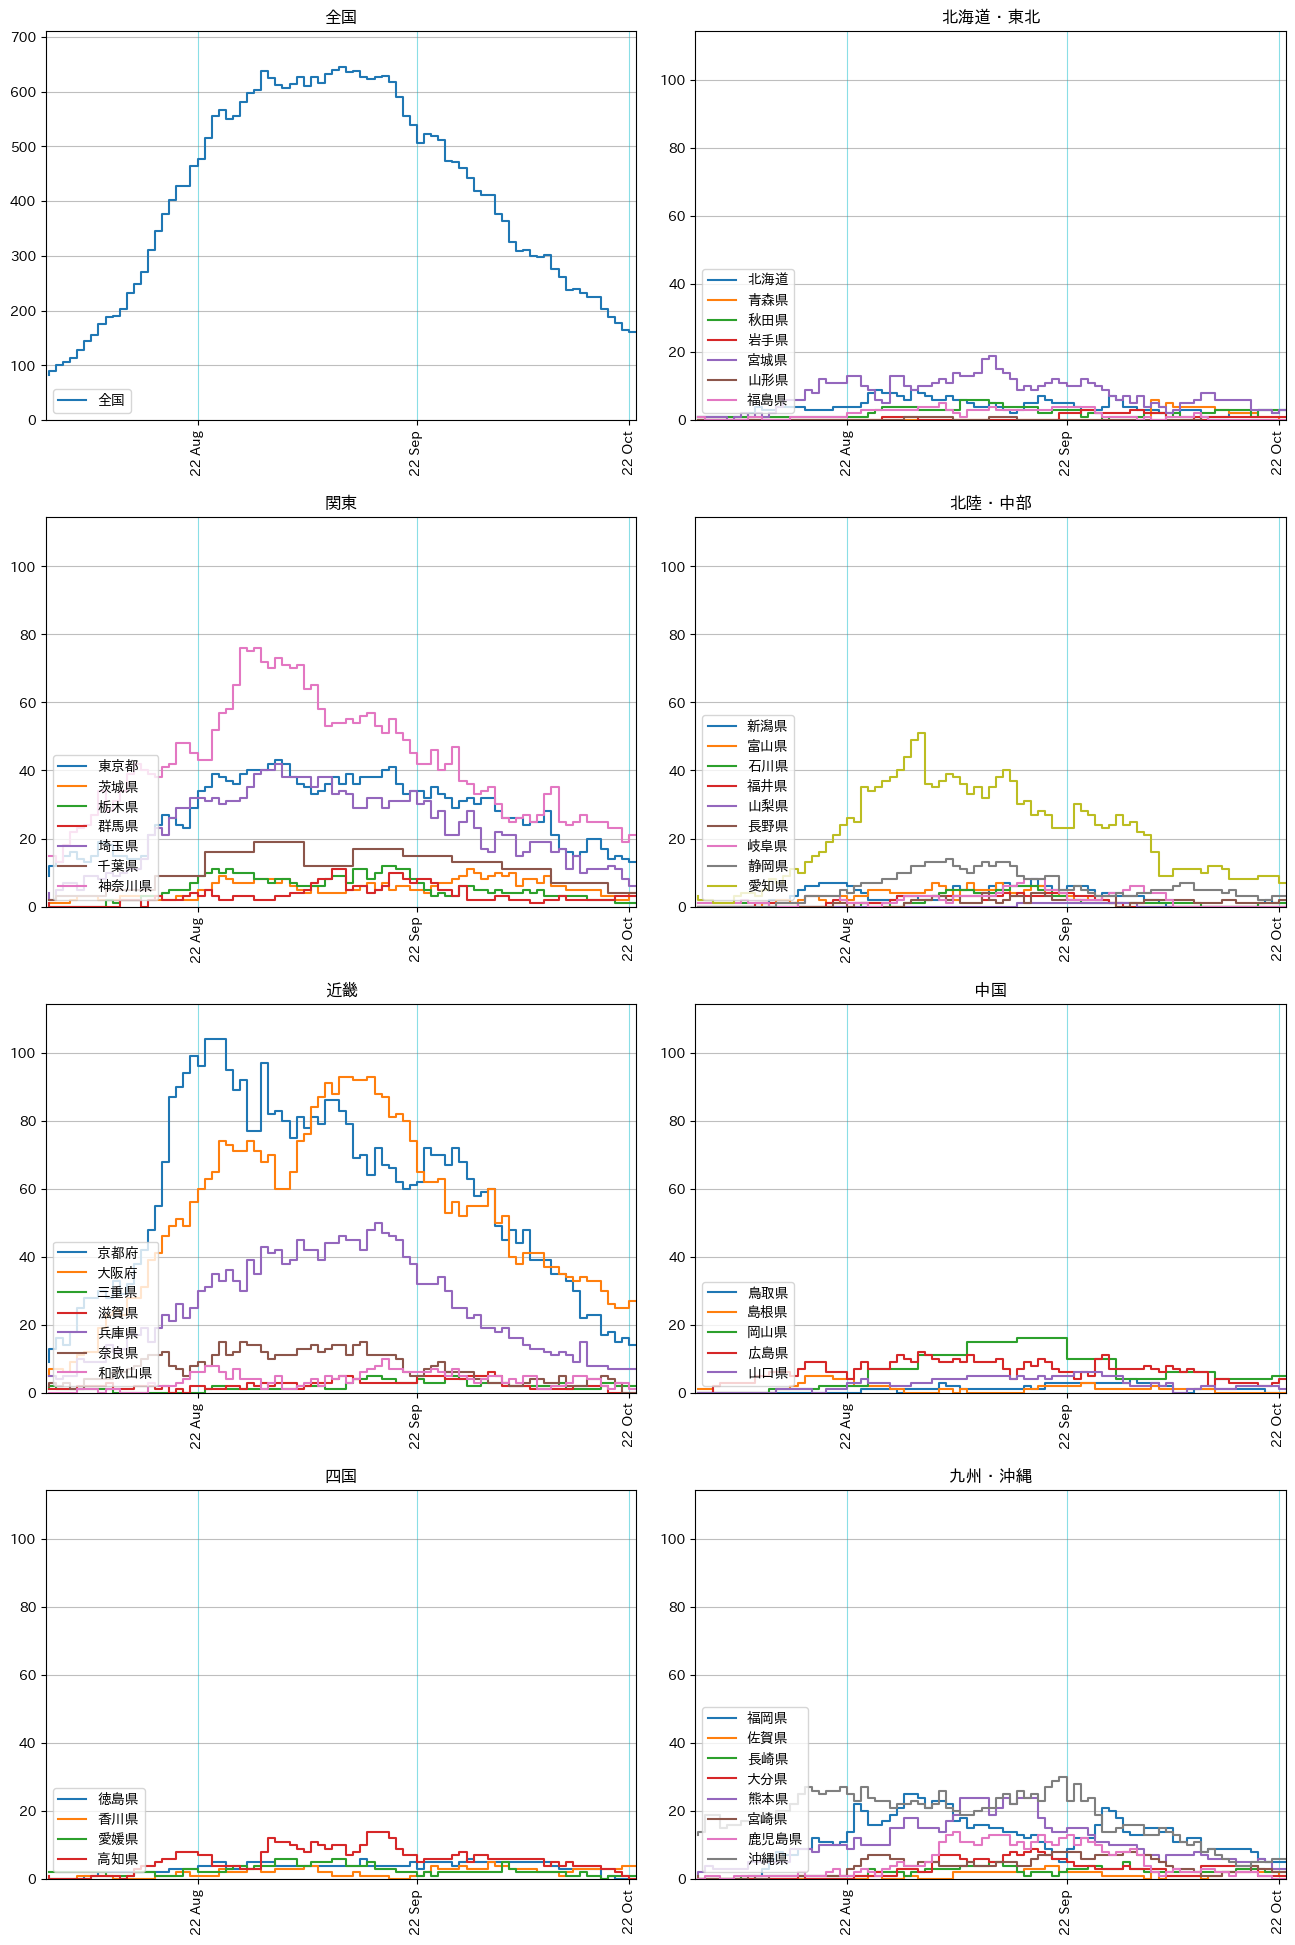 全国
700
600
500
400
300
200
100
0
全国
22 Aug
22 Sep
22 Oct
北海道・東北
100
80
60
40
20
0
北海道
青森県
秋田県
岩手県
宮城県
山形県
福島県
22 Aug
22 Sep
22 Oct
関東
100
80
60
40
20
0
東京都
茨城県
栃木県
群馬県
埼玉県
千葉県
神奈川県
22 Aug
22 Sep
22 Oct
北陸・中部
100
80
60
40
20
0
新潟県
富山県
石川県
福井県
山梨県
長野県
岐阜県
静岡県
愛知県
22 Aug
22 Sep
22 Oct
近畿
100
80
60
40
20
0
京都府
大阪府
三重県
滋賀県
兵庫県
奈良県
和歌山県
22 Aug
22 Sep
22 Oct
中国
100
80
60
40
20
0
鳥取県
島根県
岡山県
広島県
山口県
22 Aug
22 Sep
22 Oct
四国
100
80
60
40
20
0
徳島県
香川県
愛媛県
高知県
22 Aug
22 Sep
22 Oct
九州・沖縄
100
80
60
40
20
0
福岡県
佐賀県
長崎県
大分県
熊本県
宮崎県
鹿児島県
沖縄県
22 Aug
22 Sep
22 Oct